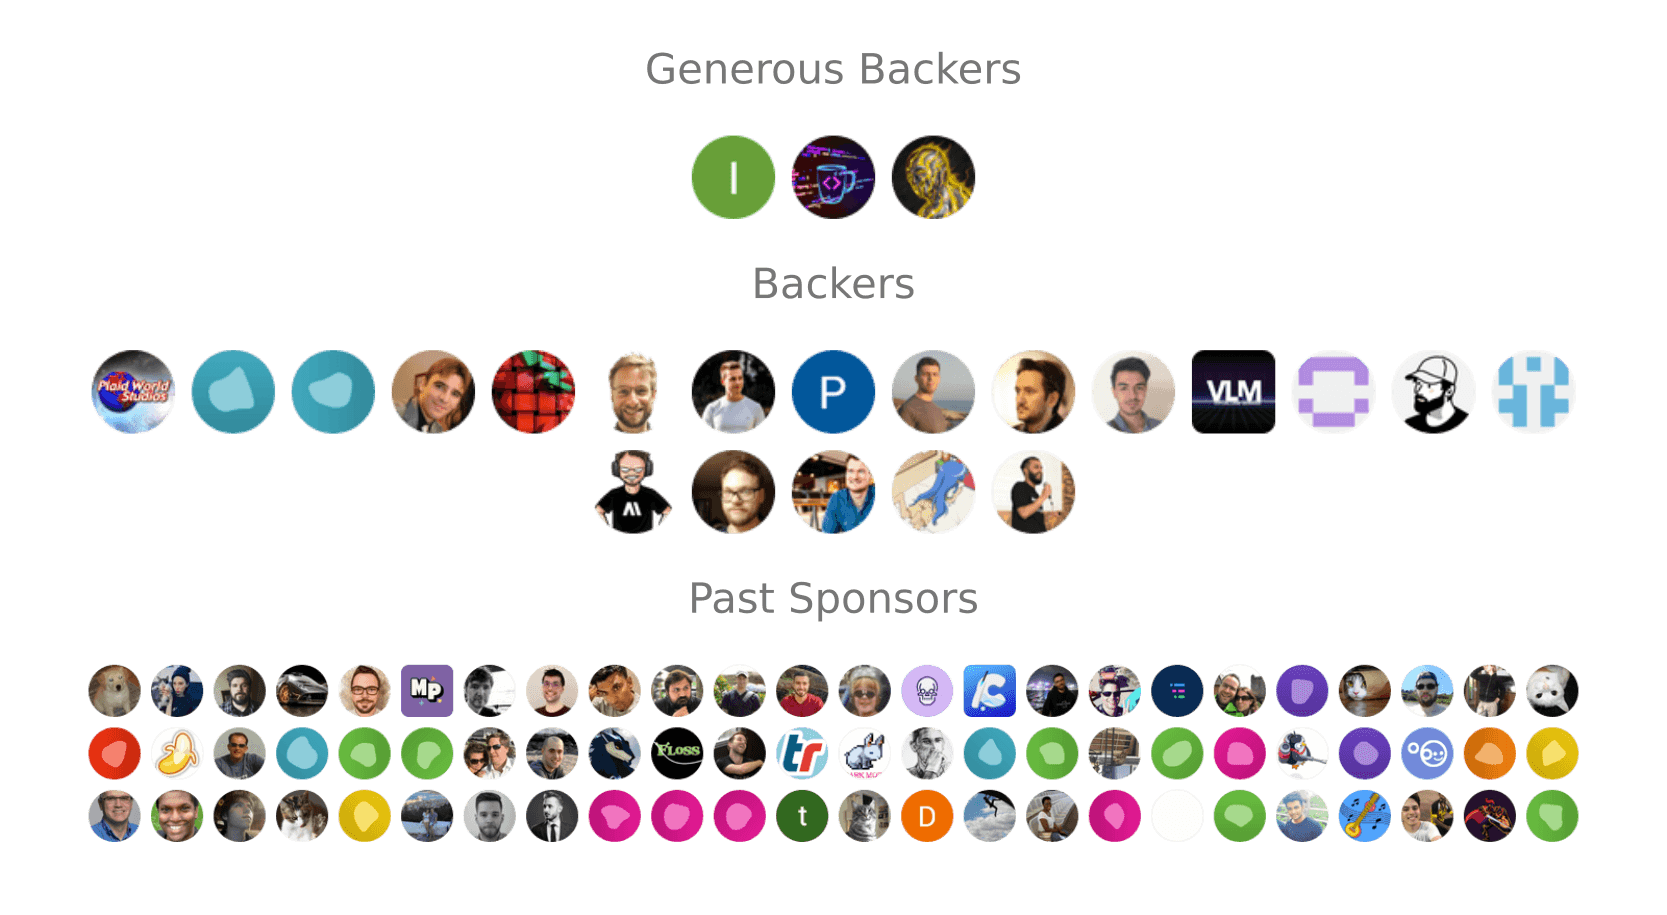 Generous Backers
I
Backers
Plaid World
Studios
P
VLM
Past Sponsors
MP
C
FLOSS
tr
t
D